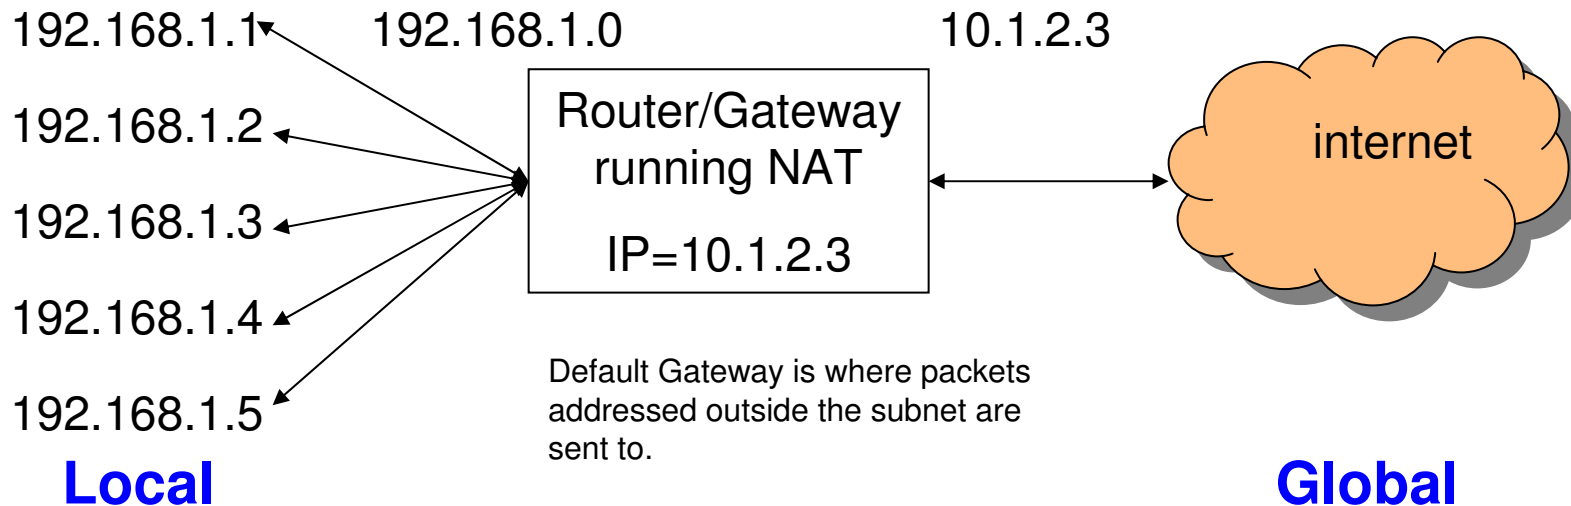 192.168.1.1
192.168.1.0
10.1.2.3
192.168.1.2
192.168.1.3
192.168.1.4
192.168.1.5
Local
Router/Gateway
running NAT
IP=10.1.2.3
Default Gateway is where packets
addressed outside the subnet are
sent to.
internet
Global